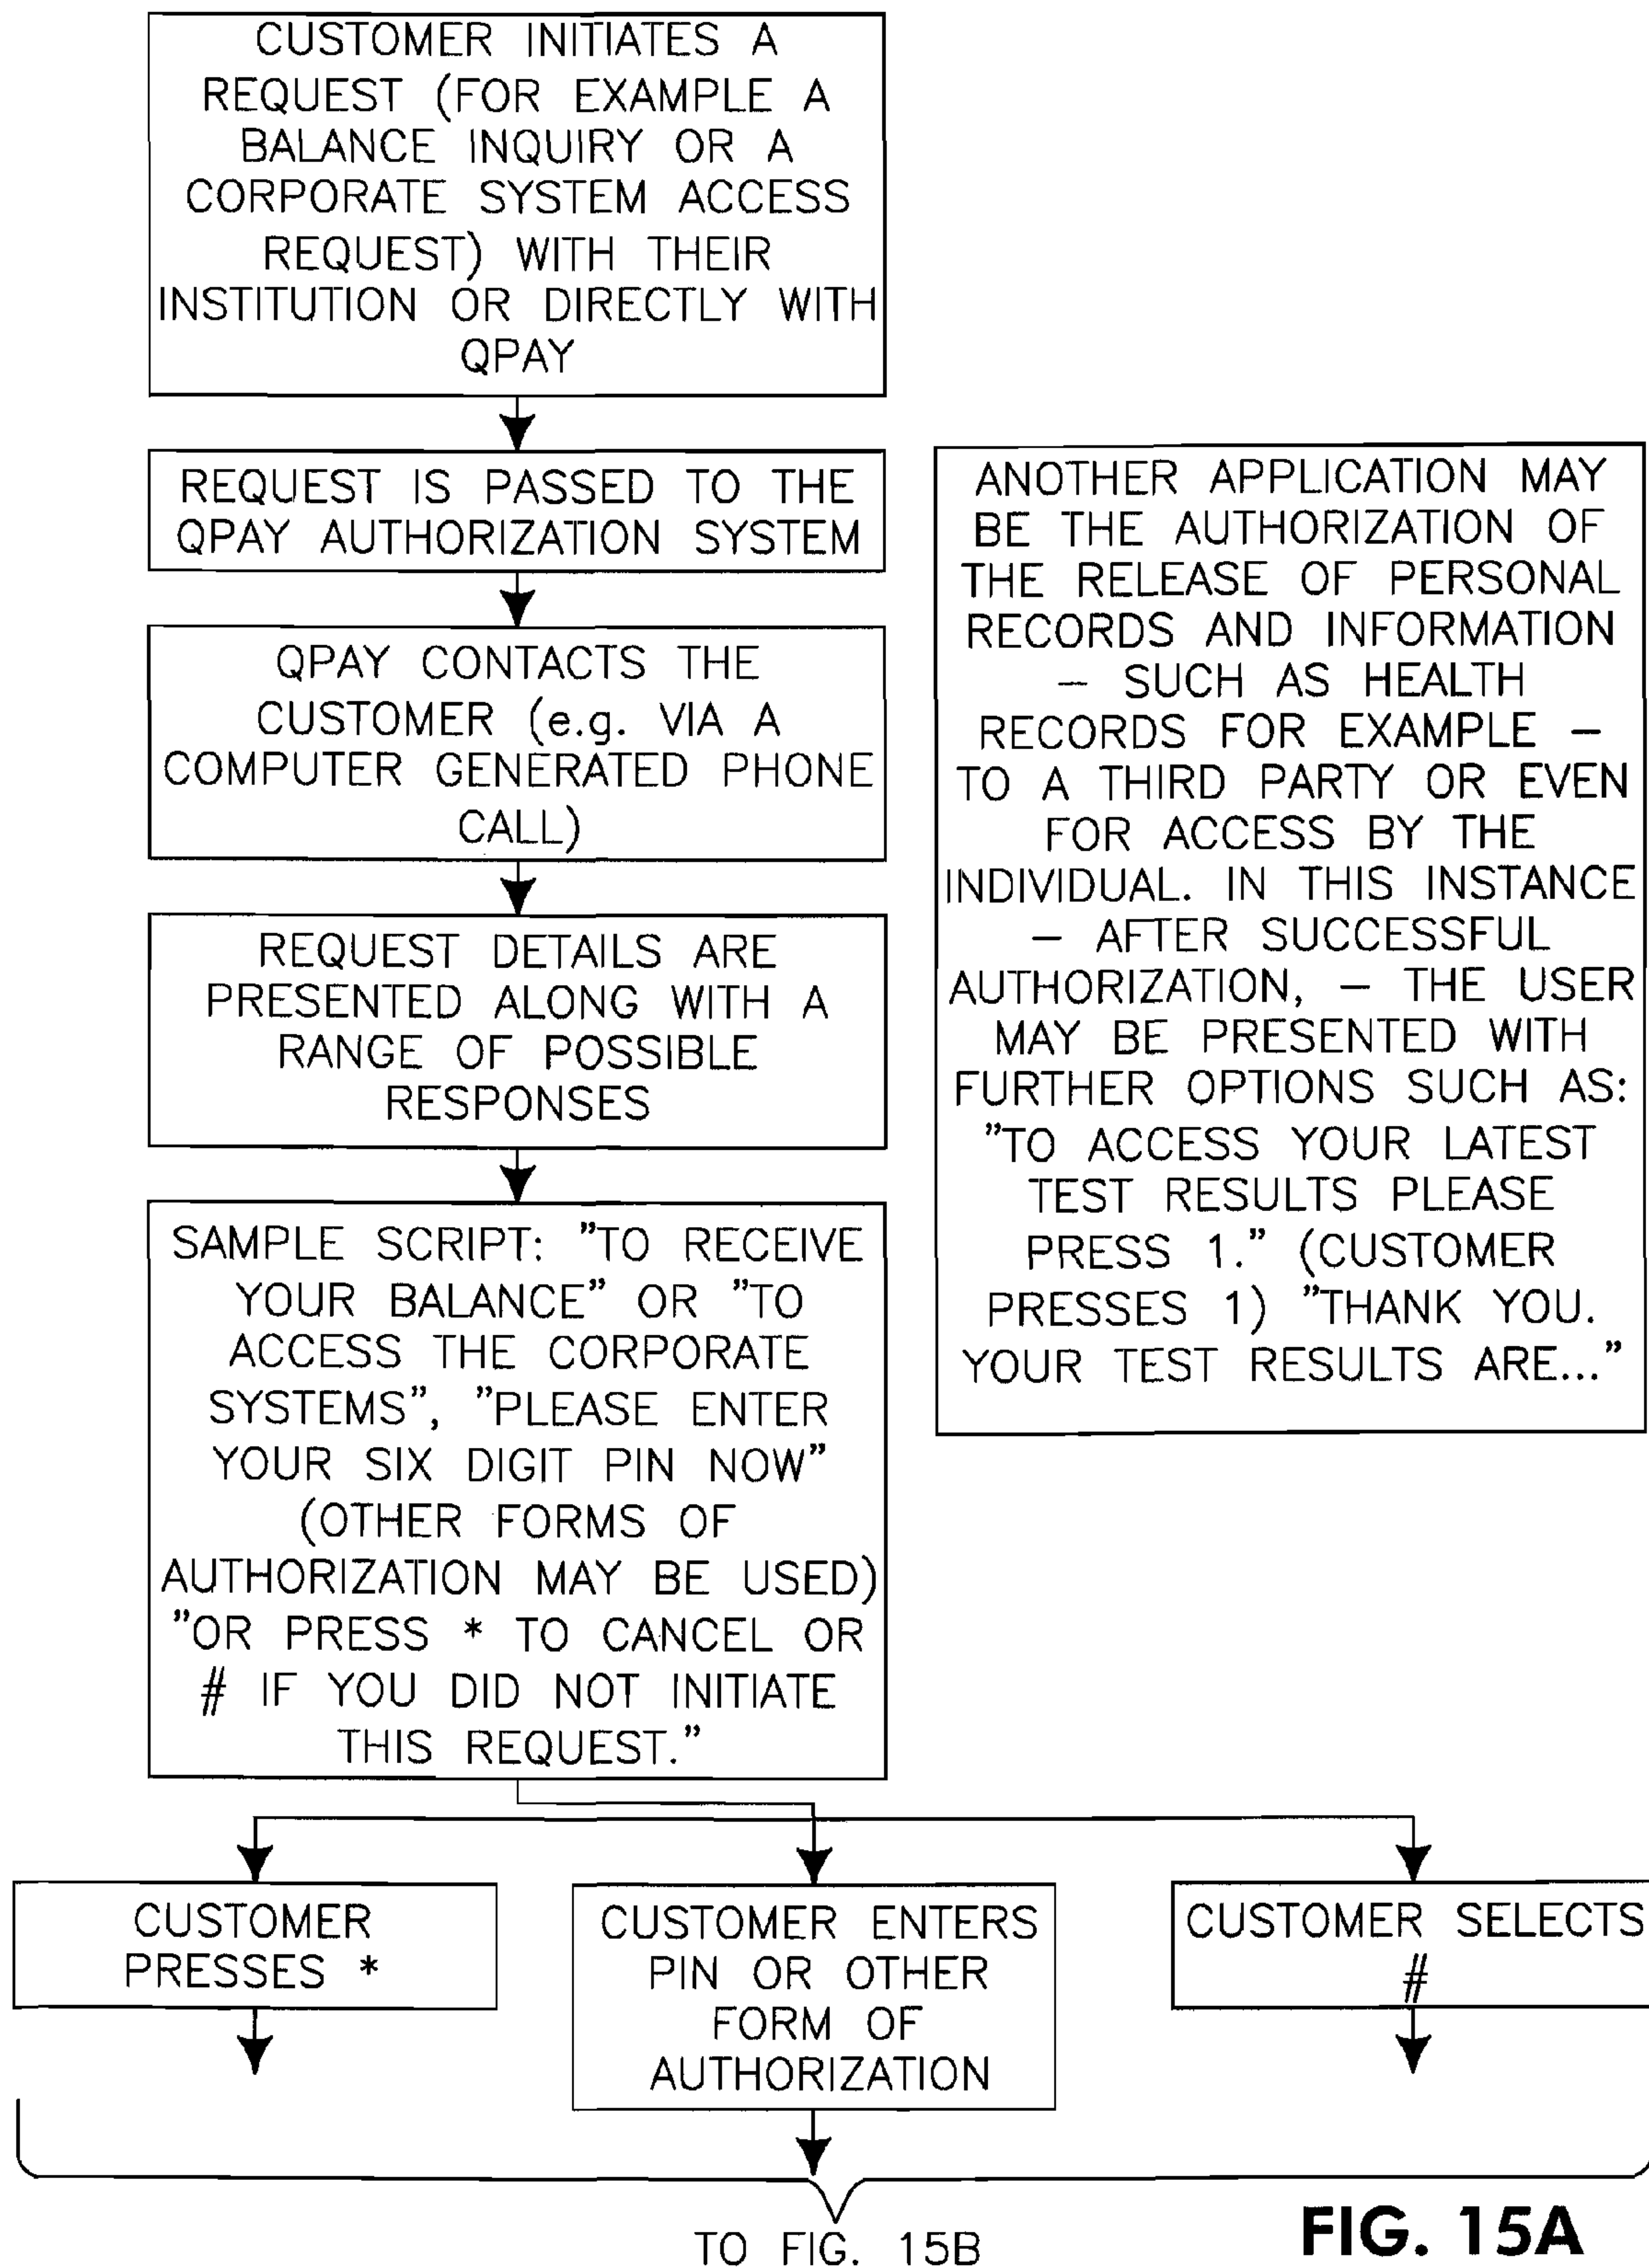 CUSTOMER INITIATES A
REQUEST (FOR EXAMPLE A
BALANCE INQUIRY OR A
CORPORATE SYSTEM ACCESS
REQUEST) WITH THEIR
INSTITUTION OR DIRECTLY WITH
QPAY
REQUEST IS PASSED TO THE
QPAY AUTHORIZATION SYSTEM
QPAY CONTACTS THE
CUSTOMER (e.g. VIA A
COMPUTER GENERATED PHONE
CALL)
REQUEST DETAILS ARE
PRESENTED ALONG WITH A
RANGE OF POSSIBLE
RESPONSES
SAMPLE SCRIPT: "TO RECEIVE
YOUR BALANCE" OR "TO
ACCESS THE CORPORATE
SYSTEMS", "PLEASE ENTER
YOUR SIX DIGIT PIN NOW"
(OTHER FORMS OF
AUTHORIZATION MAY BE USED)
"OR PRESS * TO CANCEL OR
# IF YOU DID NOT INITIATE
THIS REQUEST."
ANOTHER APPLICATION MAY
BE THE AUTHORIZATION OF
THE RELEASE OF PERSONAL
RECORDS AND INFORMATION
– SUCH AS HEALTH
RECORDS FOR EXAMPLE –
TO A THIRD PARTY OR EVEN
FOR ACCESS BY THE
INDIVIDUAL. IN THIS INSTANCE
– AFTER SUCCESSFUL
AUTHORIZATION, – THE USER
MAY BE PRESENTED WITH
FURTHER OPTIONS SUCH AS:
"TO ACCESS YOUR LATEST
TEST RESULTS PLEASE
PRESS 1." (CUSTOMER
PRESSES 1) "THANK YOU.
YOUR TEST RESULTS ARE..."
CUSTOMER
PRESSES *
CUSTOMER ENTERS
PIN OR OTHER
FORM OF
AUTHORIZATION
CUSTOMER SELECTS
#
TO FIG. 15B
FIG. 15A